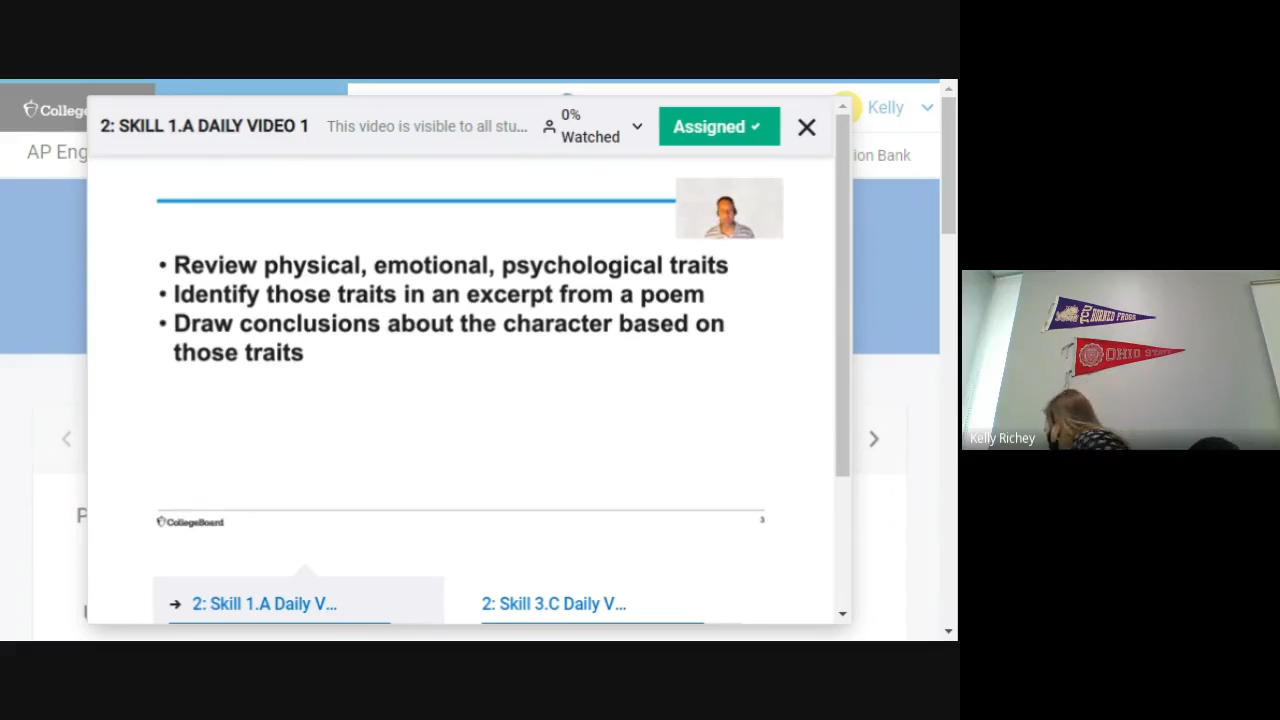 College
AP Eng
2: SKILL 1.A DAILY VIDEO 1
This video is visible to all stu...
0%
Watched
Assigned
Kelly
ion Bank
• Review physical, emotional, psychological traits
• Identify those traits in an excerpt from a poem
• Draw conclusions about the character based on
those traits
CollegeBoard
3
P
2: Skill 1.A Daily V...
2: Skill 3.C Daily V...
HORNED FROGS
OHIO STATE
Kelly Richey